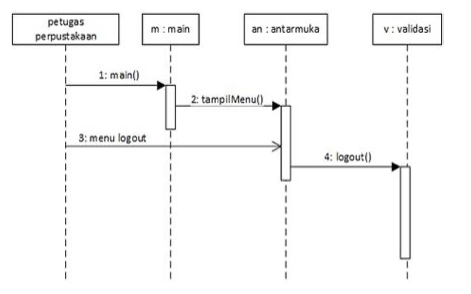 petugas
perpustakaan
m : main
an : antarmuka
v : validasi
1: main()
2: tampilMenu()
3: menu logout
4: logout()